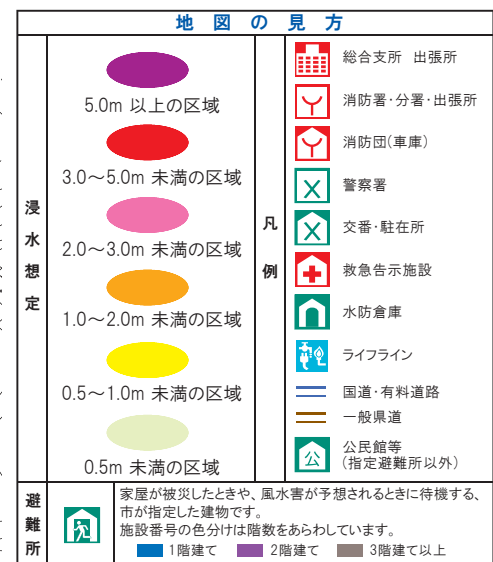 地図の見方
浸水想定
5.0m 以上の区域
3.0～5.0m 未満の区域
2.0～3.0m 未満の区域
1.0～2.0m 未満の区域
0.5～1.0m 未満の区域
0.5m 未満の区域
凡例
総合支所 出張所
消防署・分署・出張所
消防団(車庫)
警察署
交番・駐在所
救急告示施設
水防倉庫
ライフライン
国道・有料道路
一般県道
公
公民館等
(指定避難所以外)
避難所
家屋が被災したときや、風水害が予想されるときに待機する、
市が指定した建物です。
施設番号の色分けは階数をあらわしています。
1階建て 2階建て 3階建て以上